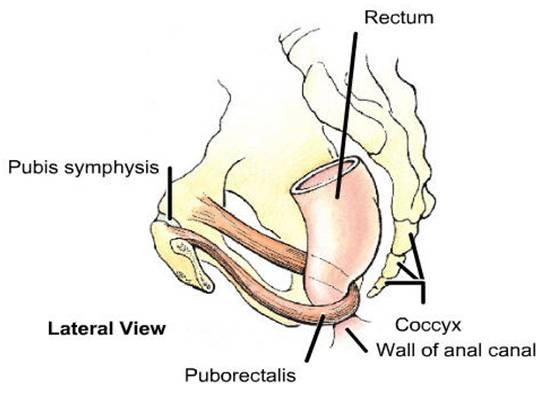 Rectum
Pubis symphysis
Lateral View
Coccyx
Wall of anal canal
Puborectalis